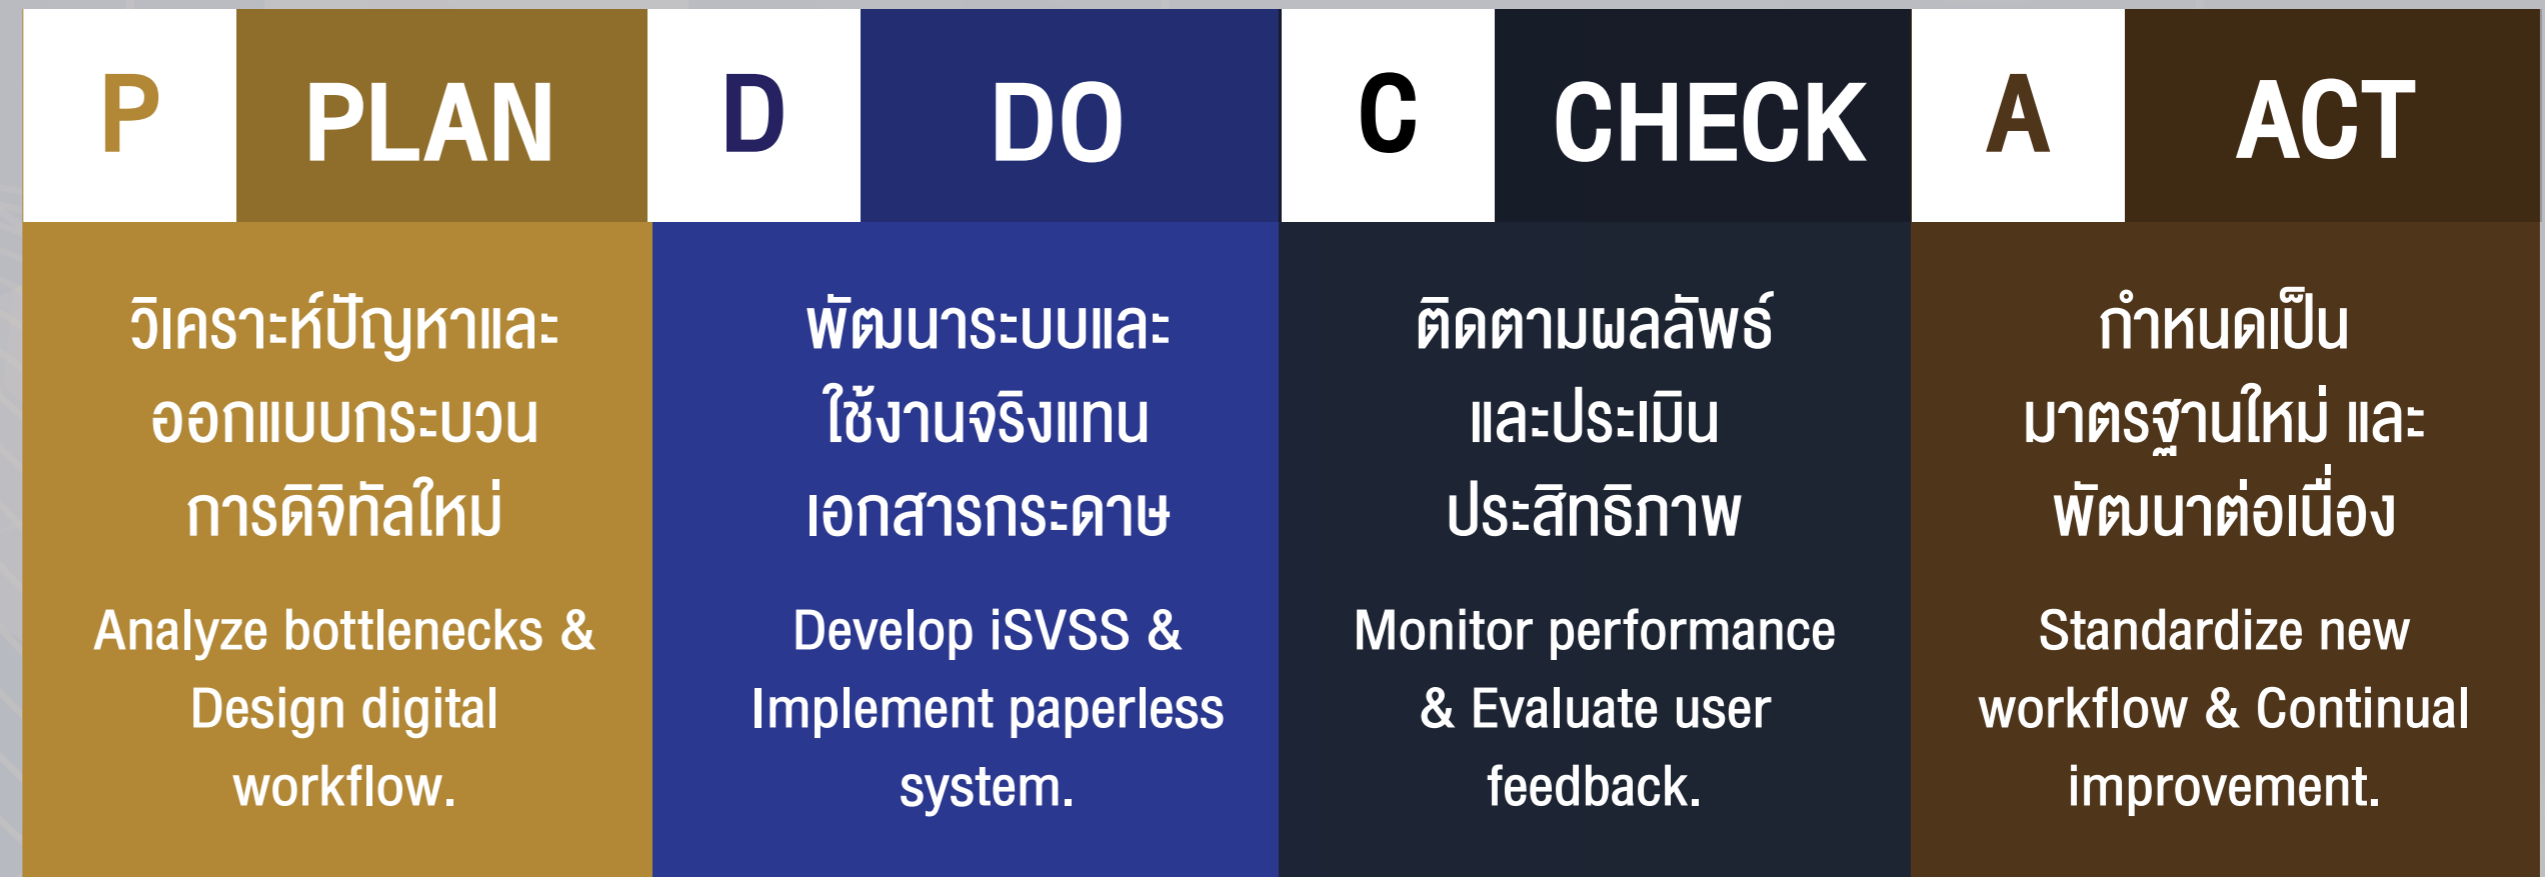 P PLAN
วิเคราะห์ปัญหาและ
ออกแบบกระบวน
การดิจิทัลใหม่
Analyze bottlenecks &
Design digital
workflow.
D DO
พัฒนาระบบและ
ใช้งานจริงแทน
เอกสารกระดาษ
Develop iSVSS &
Implement paperless
system.
C CHECK
ติดตามผลลัพธ์
และประเมิน
ประสิทธิภาพ
Monitor performance
& Evaluate user
feedback.
A ACT
กำหนดเป็น
มาตรฐานใหม่ และ
พัฒนาต่อเนื่อง
Standardize new
workflow & Continual
improvement.